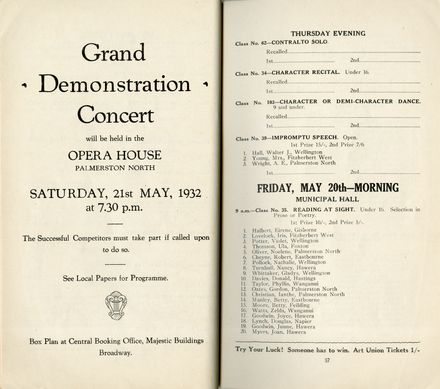 Grand
Demonstration
Concert
will be held in the
OPERA HOUSE
PALMERSTON NORTH
SATURDAY, 21st MAY, 1932
at 7.30 p.m.
The Successful Competitors must take part if called upon
to do so.
See Local Papers for Programme.
Box Plan at Central Booking Office, Majestic Buildings
Broadway.
THURSDAY EVENING
Class No. 62—CONTRALTO SOLO.
Recalled
1st 2nd
Class No. 34—CHARACTER RECITAL. Under 16.
Recalled
1st 2nd
Class No. 103—CHARACTER OR DEMI-CHARACTER DANCE.
9 and under.
1st 2nd
Class No. 39—IMPROMPTU SPEECH. Open.
1st Prize 15/-, 2nd Prize 7/6
1 Hall, Walter J., Wellington
2 Young, Mrs., Fitzherbert West
3 Wright, A. E., Palmerston North
1st 2nd
FRIDAY, MAY 20th—MORNING
MUNICIPAL HALL
9 a.m.—Class No. 35. READING AT SIGHT. Under 16. Selection in
Prose or Poetry.
1st Prize 10/-, 2nd Prize 5/-
1 Hulbert, Eirene, Gisborne
2 Lovelock, Iris, Fitzherbert West
3 Potter, Violet, Wellington
4 Thomson, Ula, Foxton
5 Oliver, Noeline, Palmerston North
6 Cheyne, Robert, Eastbourne
7 Pollock, Nathalie, Wellington
8 Turnbull, Nancy, Hawera
9 Whittaker, Gladys, Wellington
10 Davies, Donald, Hastings
11 Taylor, Phyllis, Wanganui
12 Oates, Gordon, Palmerston North
13 Christian, Ianthe, Palmerston North
14 Stanley, Betty, Eastbourne
15 Moore, Betty, Feilding
16 Watts, Zelda, Wanganui
17 Goodwin, Joyce, Hawera
18 Lynch, Douglas, Napier
19 Goodwin, Junne, Hawera
20 Myers, Joan, Hawera
Try Your Luck! Someone has to win. Art Union Tickets 1/-
57